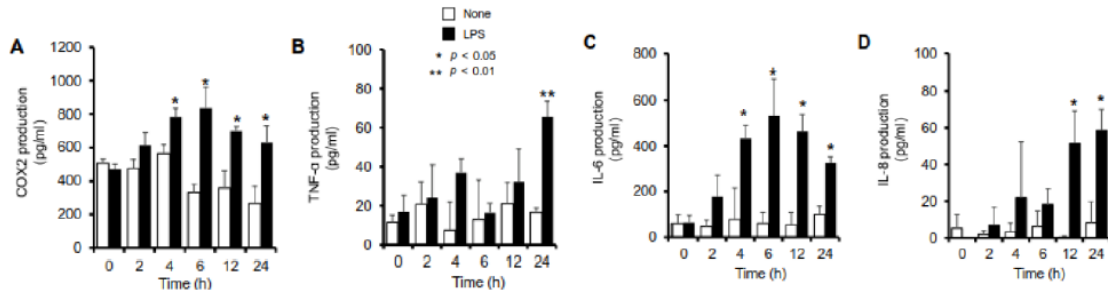 None
LPS
* p < 0.05
** p < 0.01
A
COX2 production
(pg/ml)
1200
1000
800
600
400
200
0
* * * *
0 2 4 6 12 24
Time (h)
B
TNF-α production
(pg/ml)
100
80
60
40
20
0
**
0 2 4 6 12 24
Time (h)
C
IL-6 production
(pg/ml)
800
600
400
200
0
* * * *
0 2 4 6 12 24
Time (h)
D
IL-8 production
(pg/ml)
100
80
60
40
20
0
* *
0 2 4 6 12 24
Time (h)